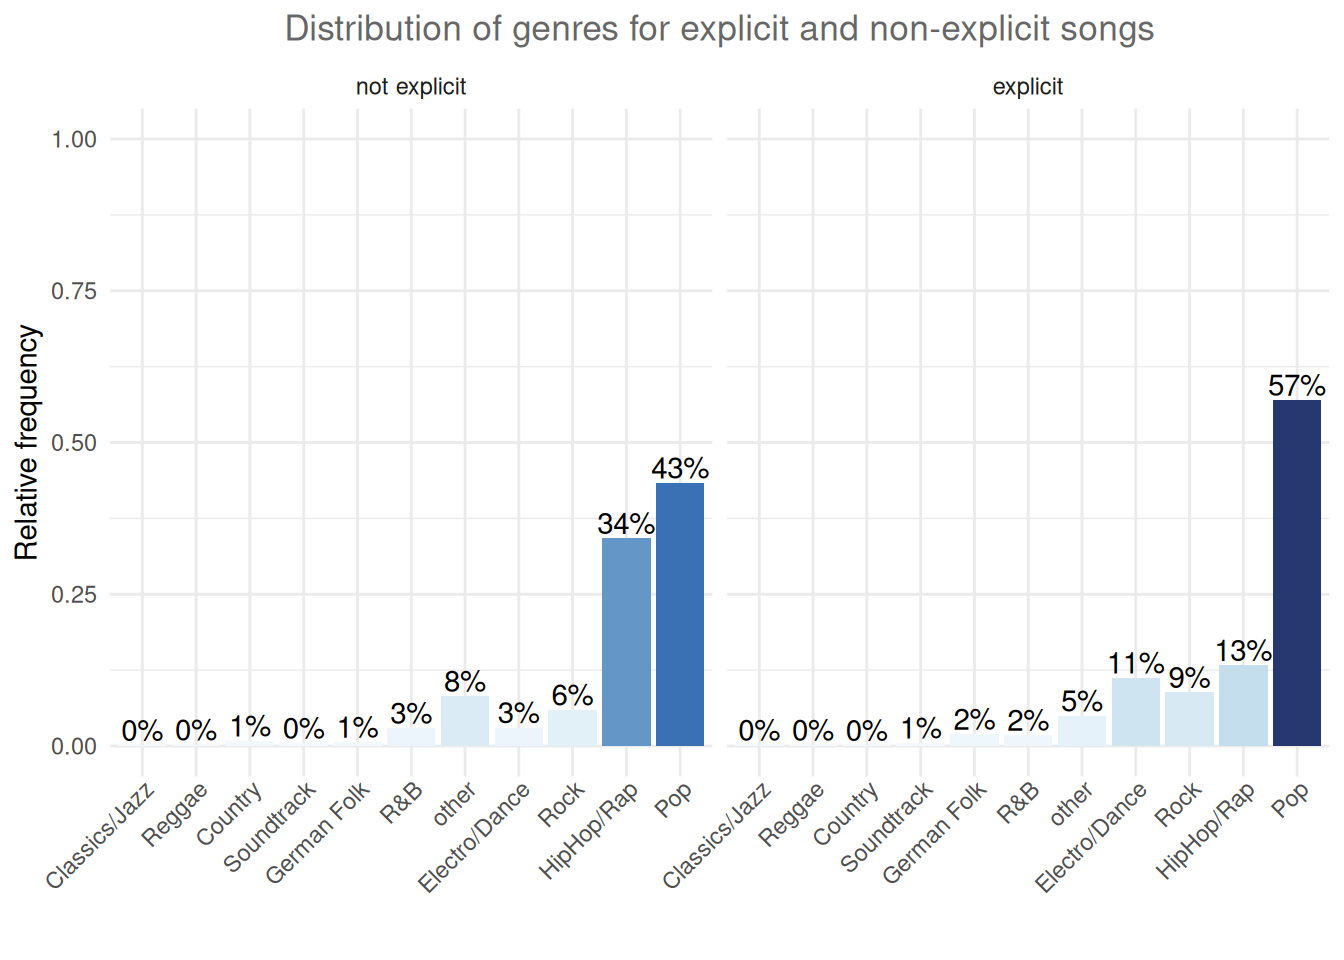 Distribution of genres for explicit and non-explicit songs
not explicit
explicit
Relative frequency
1.00
0.75
0.50
0.25
0.00
0%
0%
1%
0%
1%
3%
8%
3%
6%
34%
43%
0%
0%
0%
1%
2%
2%
5%
11%
9%
13%
57%
Classics/Jazz
Reggae
Country
Soundtrack
German Folk
R&B
other
Electro/Dance
Rock
HipHop/Rap
Pop
Classics/Jazz
Reggae
Country
Soundtrack
German Folk
R&B
other
Electro/Dance
Rock
HipHop/Rap
Pop